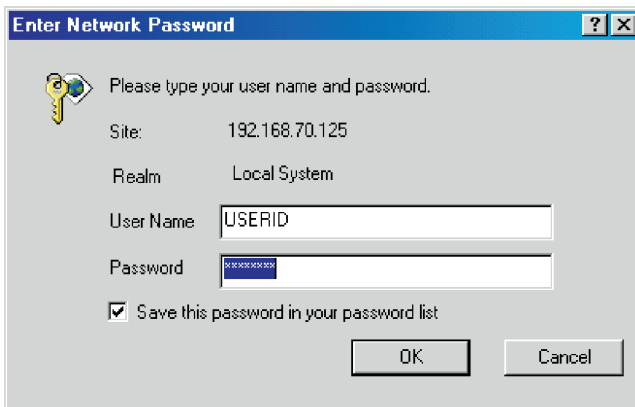 Enter Network Password
Please type your user name and password.
Site: 192.168.70.125
Realm Local System
User Name USERID
Password ********
Save this password in your password list
OK Cancel